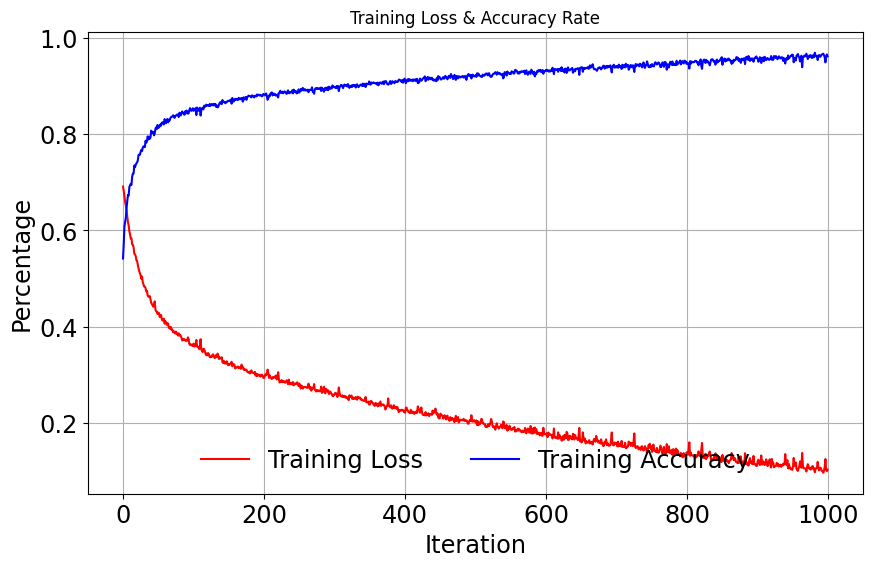 Training Loss & Accuracy Rate
1.0
0.8
0.6
0.4
0.2
Percentage
Training Loss
Training Accuracy
0
200
400
600
800
1000
Iteration